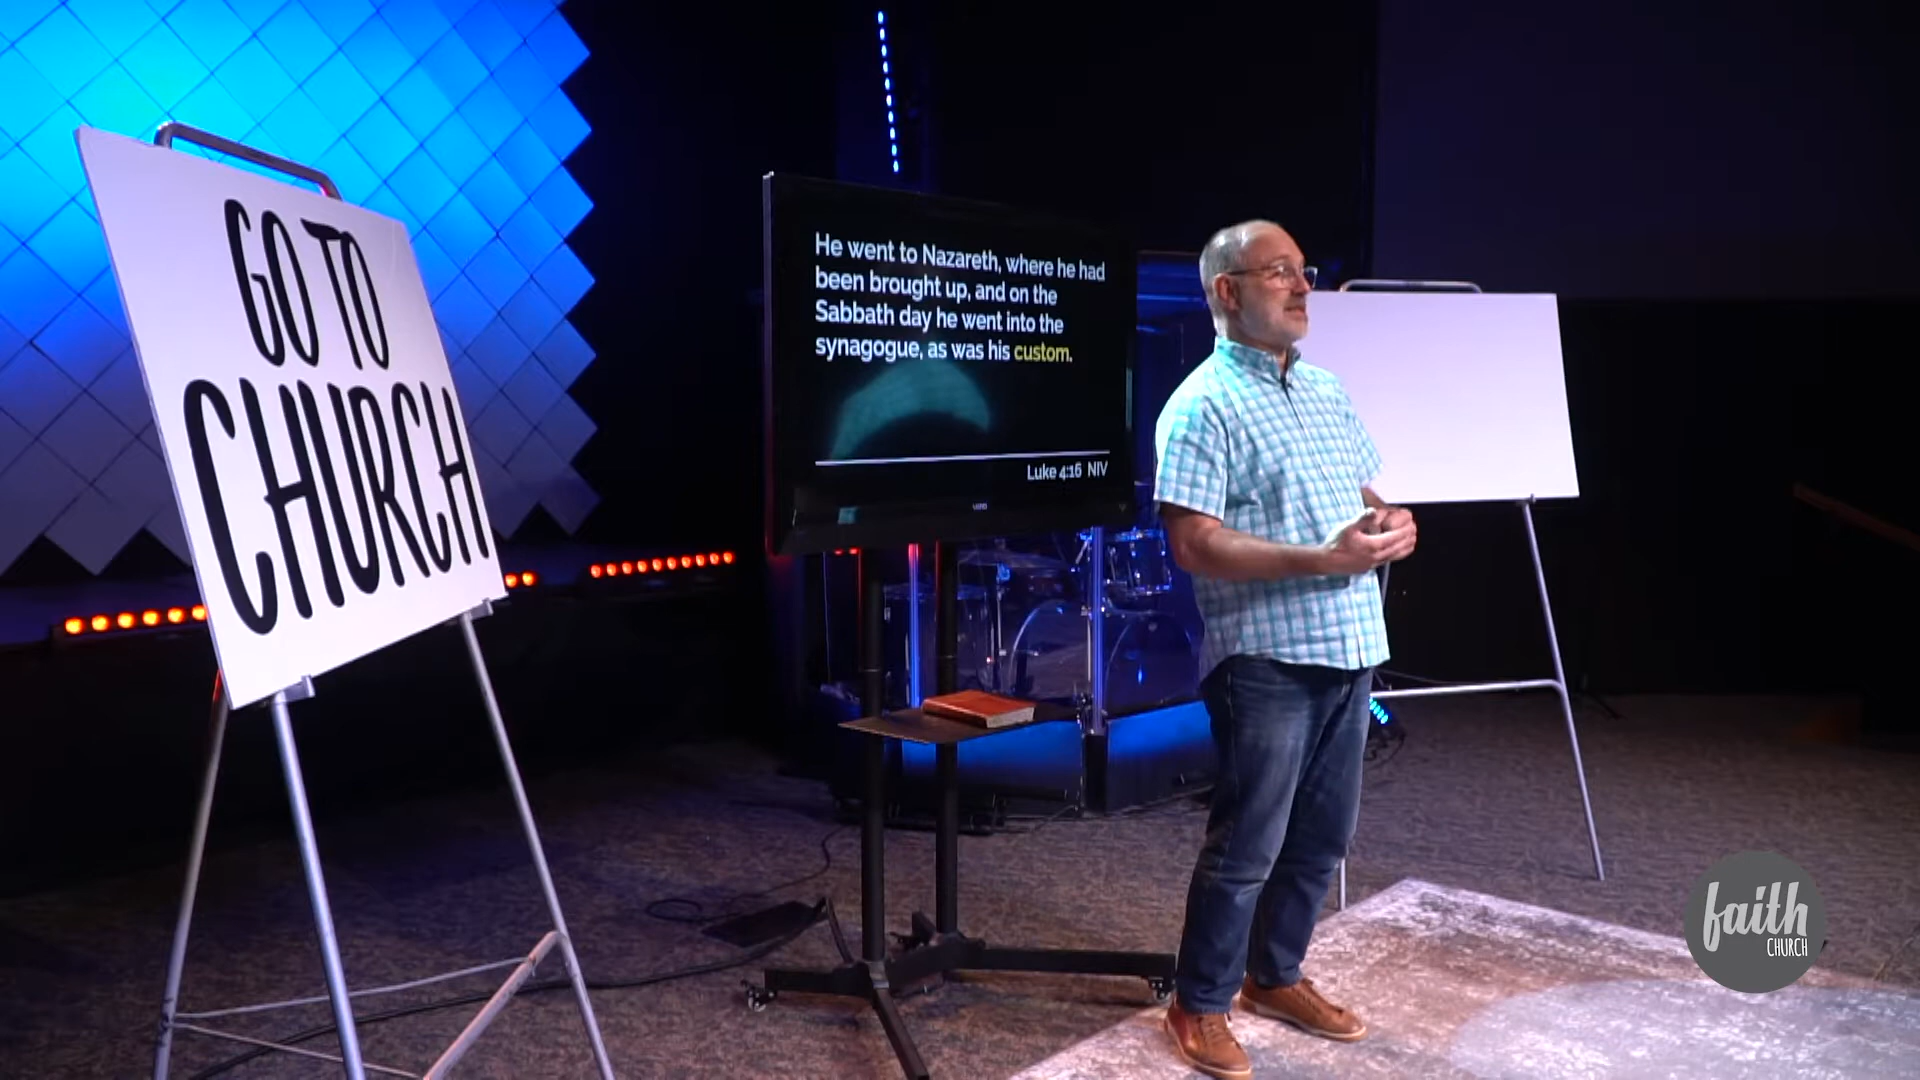 GO TO
CHURCH
He went to Nazareth, where he had
been brought up, and on the
Sabbath day he went into the
synagogue, as was his custom.
Luke 4:16 NIV
VIZIO
faith
CHURCH